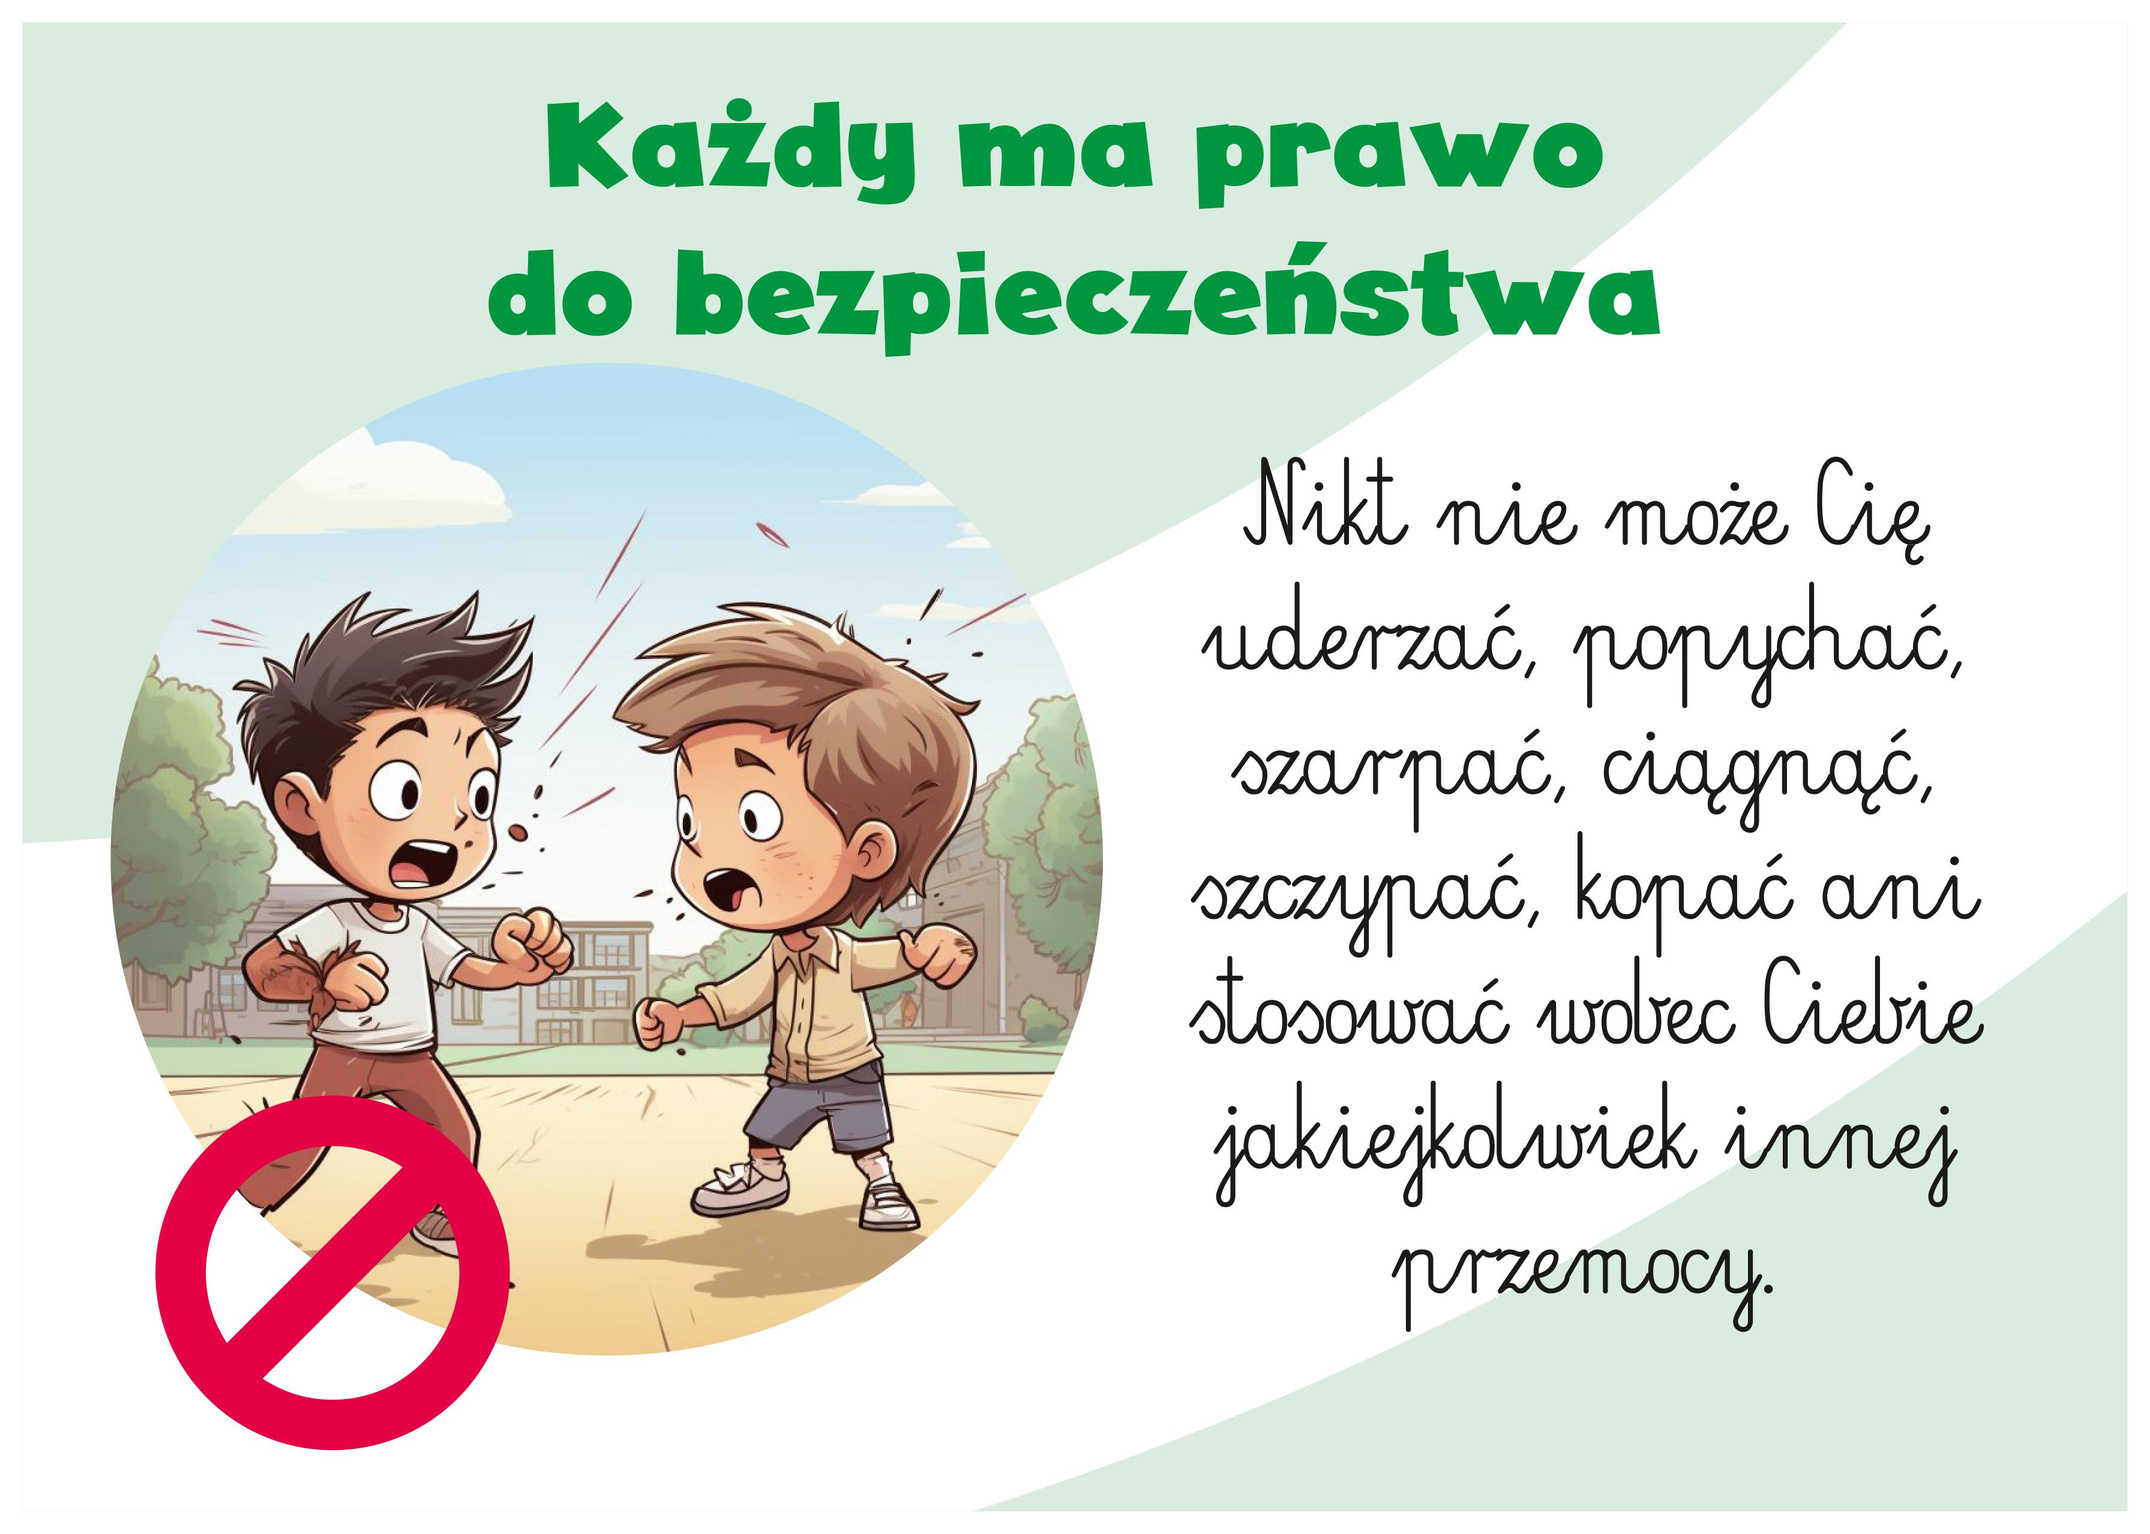 Każdy ma prawo
do bezpieczeństwa
Nikt nie może Cię
uderzać, popychać,
szarpać, ciągnąć,
szczypać, kopać ani
stosować wobec Ciebie
jakiejkolwiek innej
przemocy.